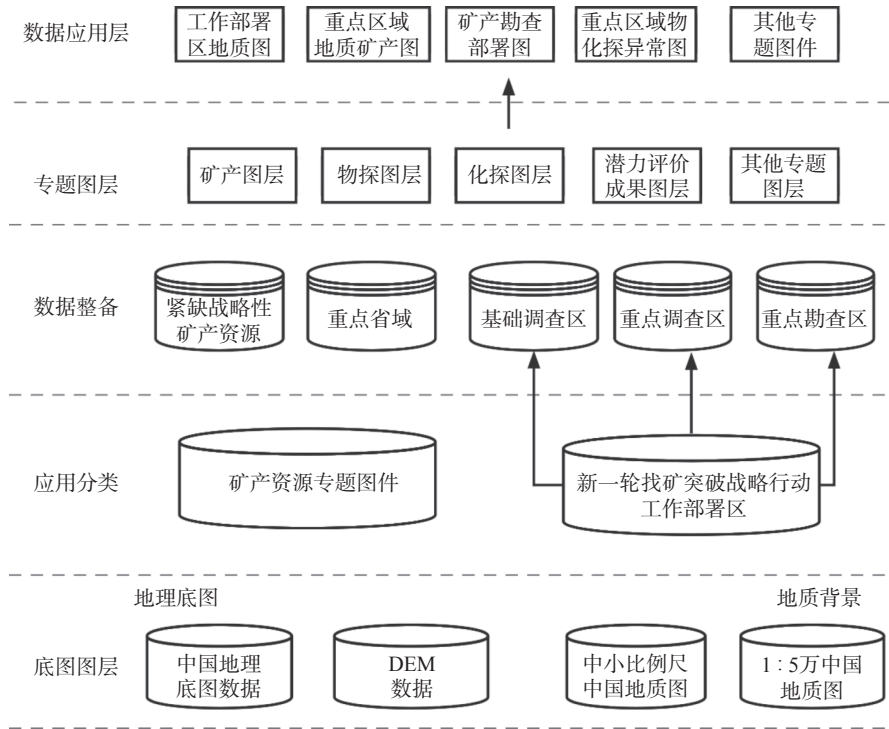 数据应用层
工作部署
区地质图
重点区域
地质矿产图
矿产勘查
部署图
重点区域物
化探异常图
其他专
题图件
专题图层
矿产图层
物探图层
化探图层
潜力评价
成果图层
其他专题
图层
数据整备
紧缺战略性
矿产资源
重点省域
基础调查区
重点调查区
重点勘查区
应用分类
矿产资源专题图件
新一轮找矿突破战略行动
工作部署区
地理底图
地质背景
底图图层
中国地理
底图数据
DEM
数据
中小比例尺
中国地质图
1∶5万中国
地质图